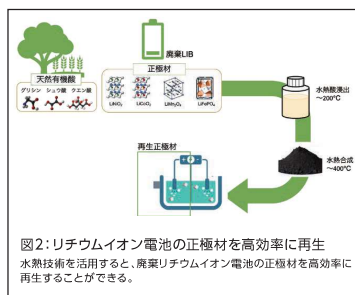 廃棄LIB
天然有機酸
グリシン シュウ酸 クエン酸
正極材
LiNiO₂ LiCoO₂ LiMn₂O₄ LiFePO₄
水熱酸浸出
～200℃
再生正極材
水熱合成
～400℃
図2：リチウムイオン電池の正極材を高効率に再生
水熱技術を活用すると、廃棄リチウムイオン電池の正極材を高効率に
再生することができる。